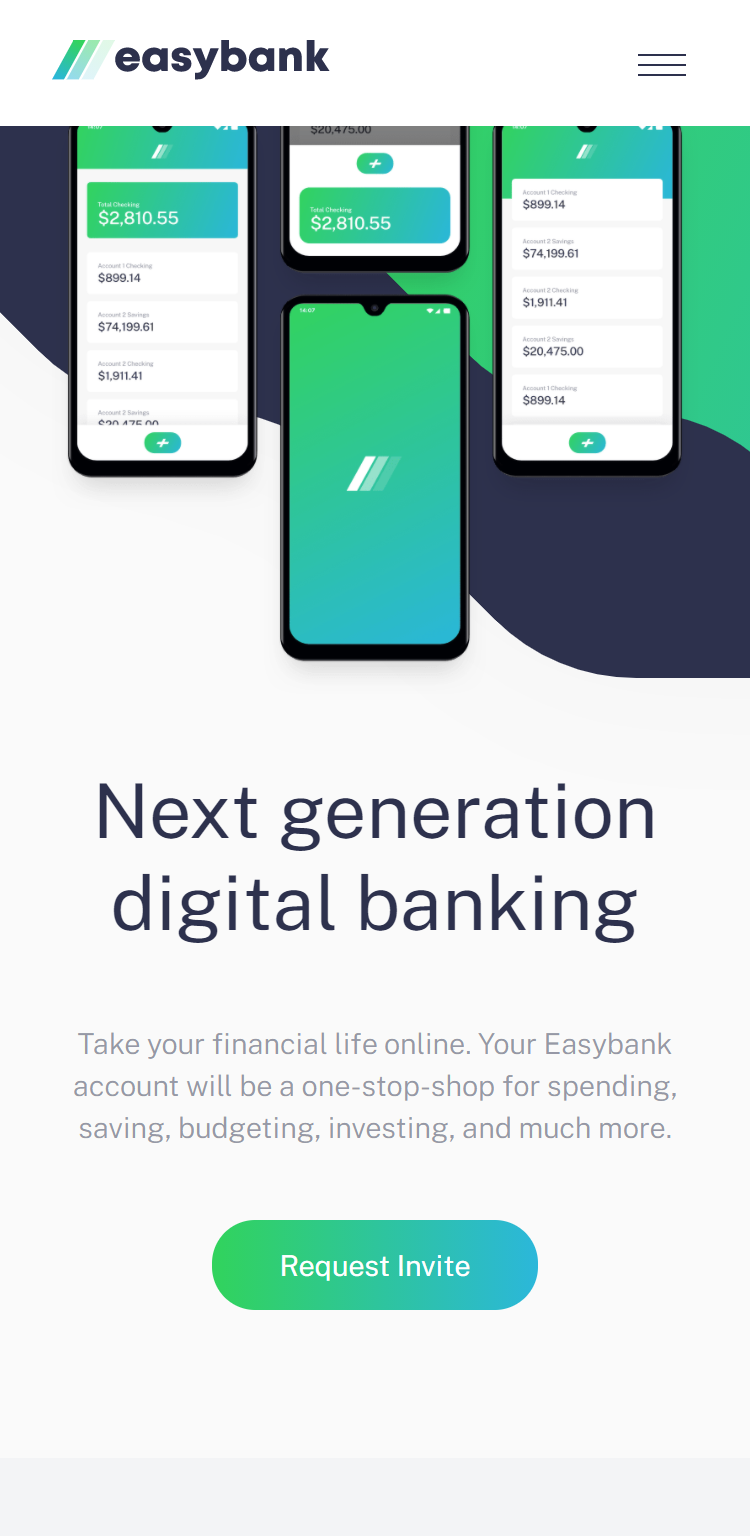 easybank
14:07
Total Checking
$2,810.55
Account 1 Checking
$899.14
Account 2 Savings
$74,199.61
Account 2 Checking
$1,911.41
Account 2 Savings
$20,475.00
$20,475.00
Total Checking
$2,810.55
14:07
14:07
Account 1 Checking
$899.14
Account 2 Savings
$74,199.61
Account 2 Checking
$1,911.41
Account 2 Savings
$20,475.00
Account 1 Checking
$899.14
Next generation
digital banking
Take your financial life online. Your Easybank
account will be a one-stop-shop for spending,
saving, budgeting, investing, and much more.
Request Invite